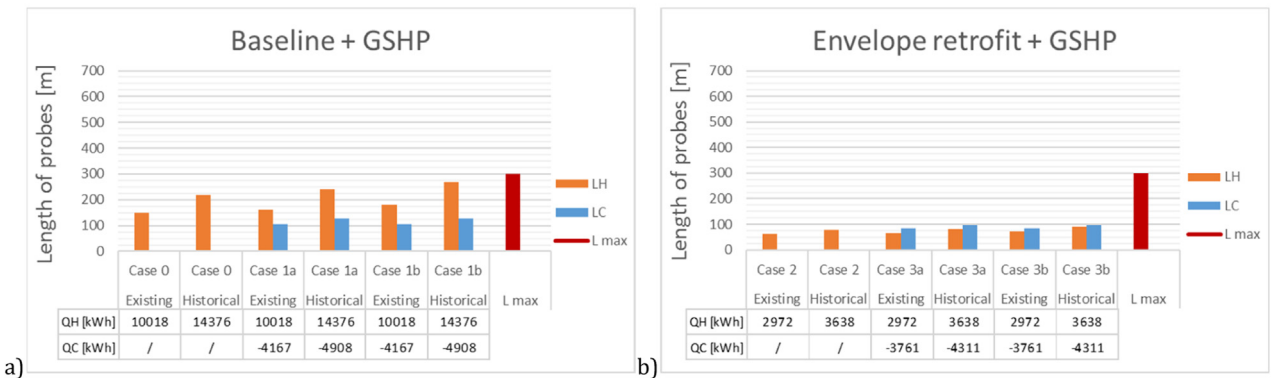 Baseline + GSHP
Length of probes [m]
700
600
500
400
300
200
100
0
LH
LC
L max
Case 0 Case 0 Case 1a Case 1a Case 1b Case 1b
Existing Historical Existing Historical Existing Historical L max
QH [kWh] 10018 14376 10018 14376 10018 14376
QC [kWh] / / -4167 -4908 -4167 -4908
a)
Envelope retrofit + GSHP
Length of probes [m]
700
600
500
400
300
200
100
0
LH
LC
L max
Case 2 Case 2 Case 3a Case 3a Case 3b Case 3b
Existing Historical Existing Historical Existing Historical L max
QH [kWh] 2972 3638 2972 3638 2972 3638
QC [kWh] / / -3761 -4311 -3761 -4311
b)